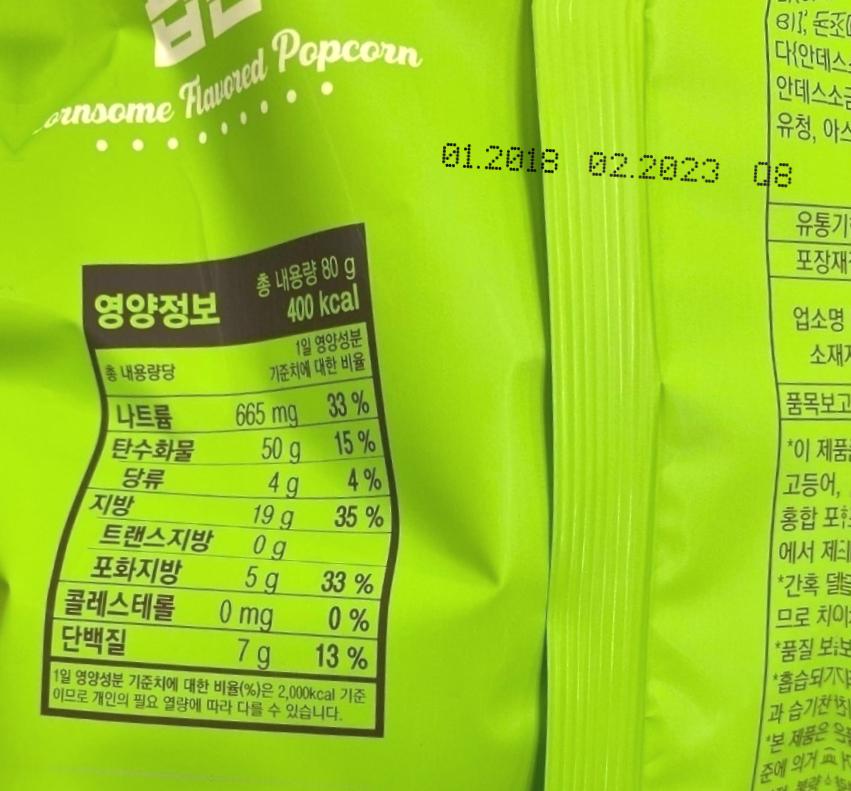 Cornsome Flavored Popcorn
01.2018 02.2023 Q8
영양정보
총 내용량 80 g
400 kcal
총 내용량당
1일 영양성분
기준치에 대한 비율
나트륨 665 mg 33 %
탄수화물 50 g 15 %
당류 4 g 4 %
지방 19 g 35 %
트랜스지방 0 g
포화지방 5 g 33 %
콜레스테롤 0 mg 0 %
단백질 7 g 13 %
1일 영양성분 기준치에 대한 비율(%)은 2,000kcal 기준
이므로 개인의 필요 열량에 따라 다를 수 있습니다.
다(안데스
안데스소금
유청, 아스
유통기
포장재
업소명
소재지
품목보고
*이 제품
고등어,
혼합
에서
*간혹
므로 치아
*품질
*흡습되기
과 습기찬
*본 제품은
준에 의거